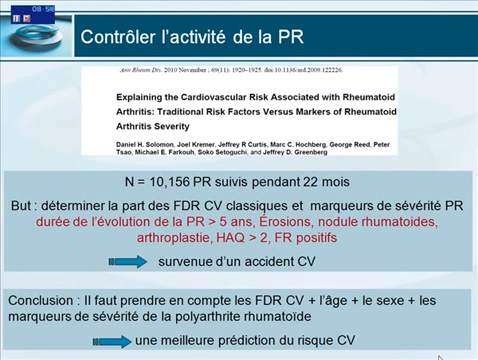 08:56
Contrôler l'activité de la PR
Ann Rheum Dis. 2010 November ; 69(11): 1920–1925. doi:10.1136/ard.2009.122226.
Explaining the Cardiovascular Risk Associated with Rheumatoid
Arthritis: Traditional Risk Factors Versus Markers of Rheumatoid
Arthritis Severity
Daniel H. Solomon, Joel Kremer, Jeffrey R Curtis, Marc C. Hochberg, George Reed, Peter
Tsao, Michael E. Farkouh, Soko Setoguchi, and Jeffrey D. Greenberg
N = 10,156 PR suivis pendant 22 mois
But : déterminer la part des FDR CV classiques et marqueurs de sévérité PR
durée de l'évolution de la PR > 5 ans, Érosions, nodule rhumatoides,
arthroplastie, HAQ > 2, FR positifs
survenue d'un accident CV
Conclusion : Il faut prendre en compte les FDR CV + l'âge + le sexe + les
marqueurs de sévérité de la polyarthrite rhumatoïde
une meilleure prédiction du risque CV